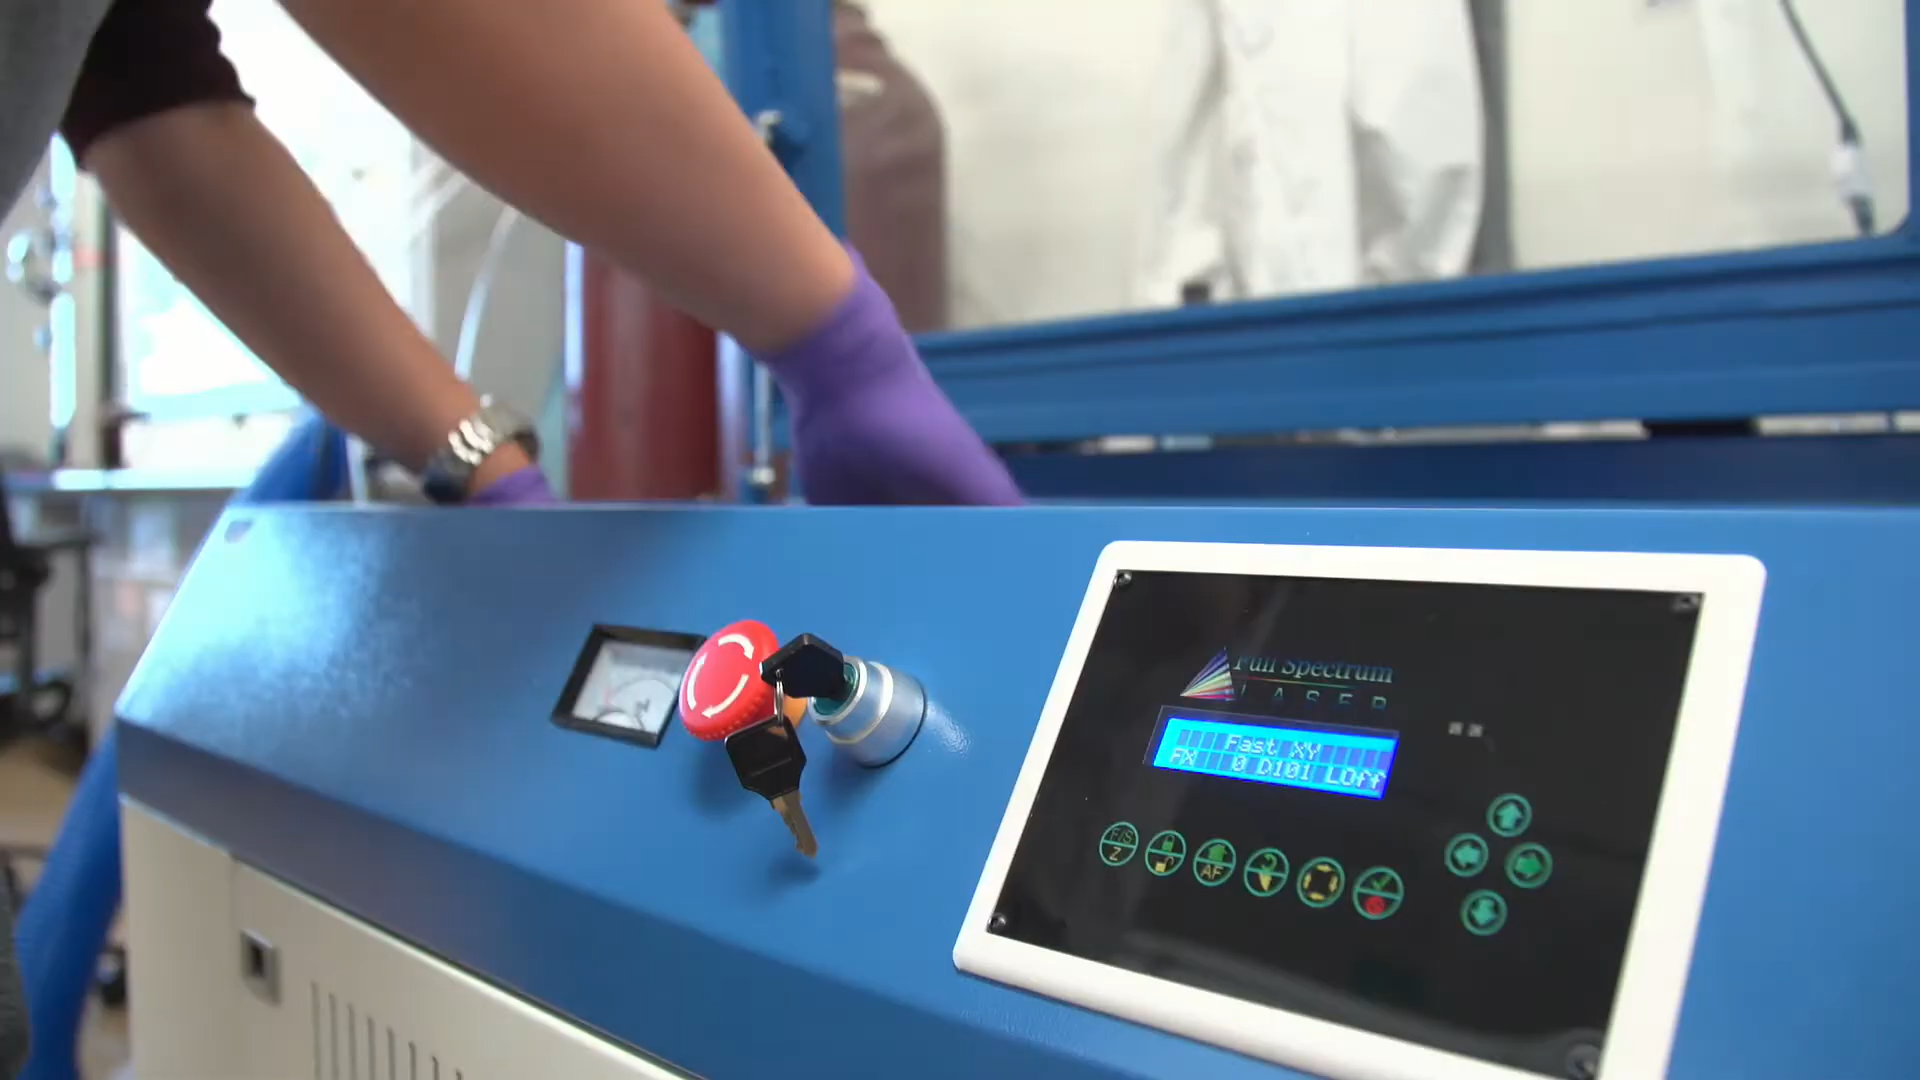 Full Spectrum
LASER
Fast XY
FX 0 D101 LOff
F/S
Z
AF